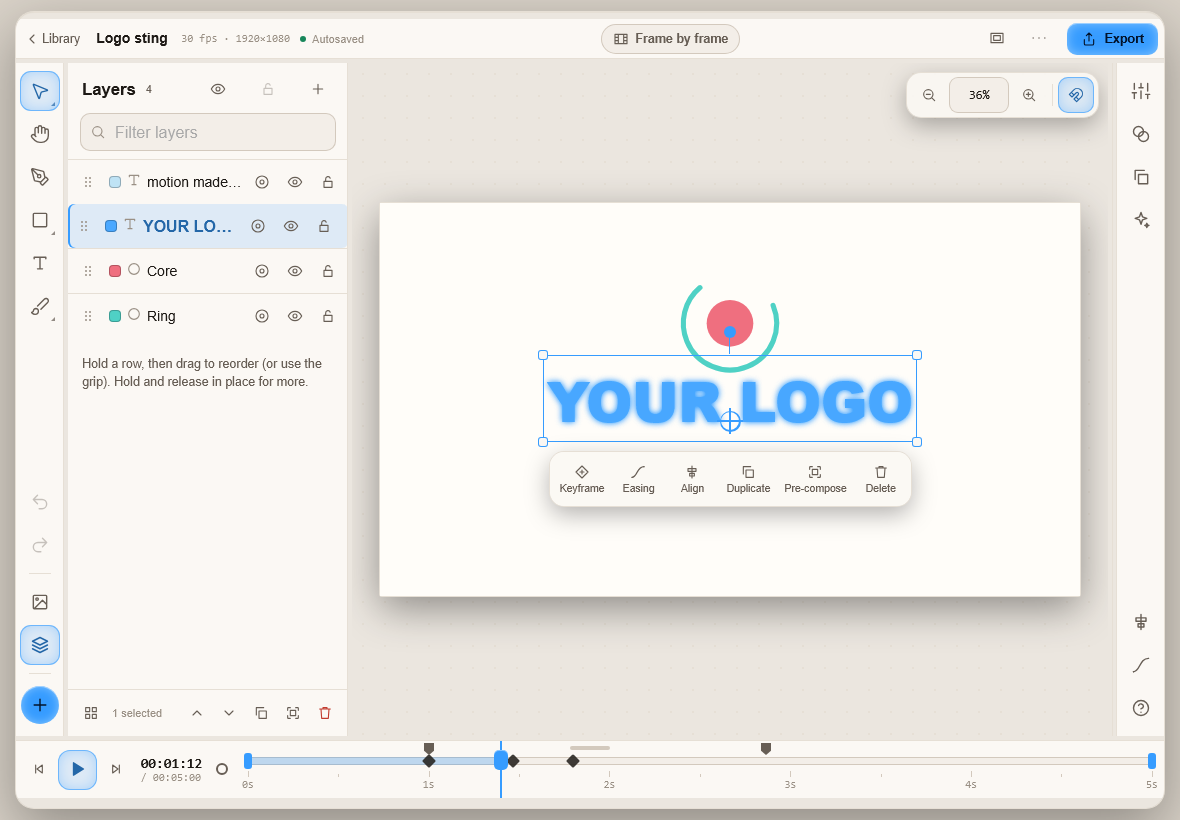 Library
Logo sting
30 fps · 1920×1080
Autosaved
Frame by frame
Export
Layers 4
Filter layers
36%
motion made...
YOUR LO...
Core
Ring
Hold a row, then drag to reorder (or use the
grip). Hold and release in place for more.
YOUR LOGO
Keyframe
Easing
Align
Duplicate
Pre-compose
Delete
1 selected
00:01:12
/ 00:05:00
0s
1s
2s
3s
4s
5s